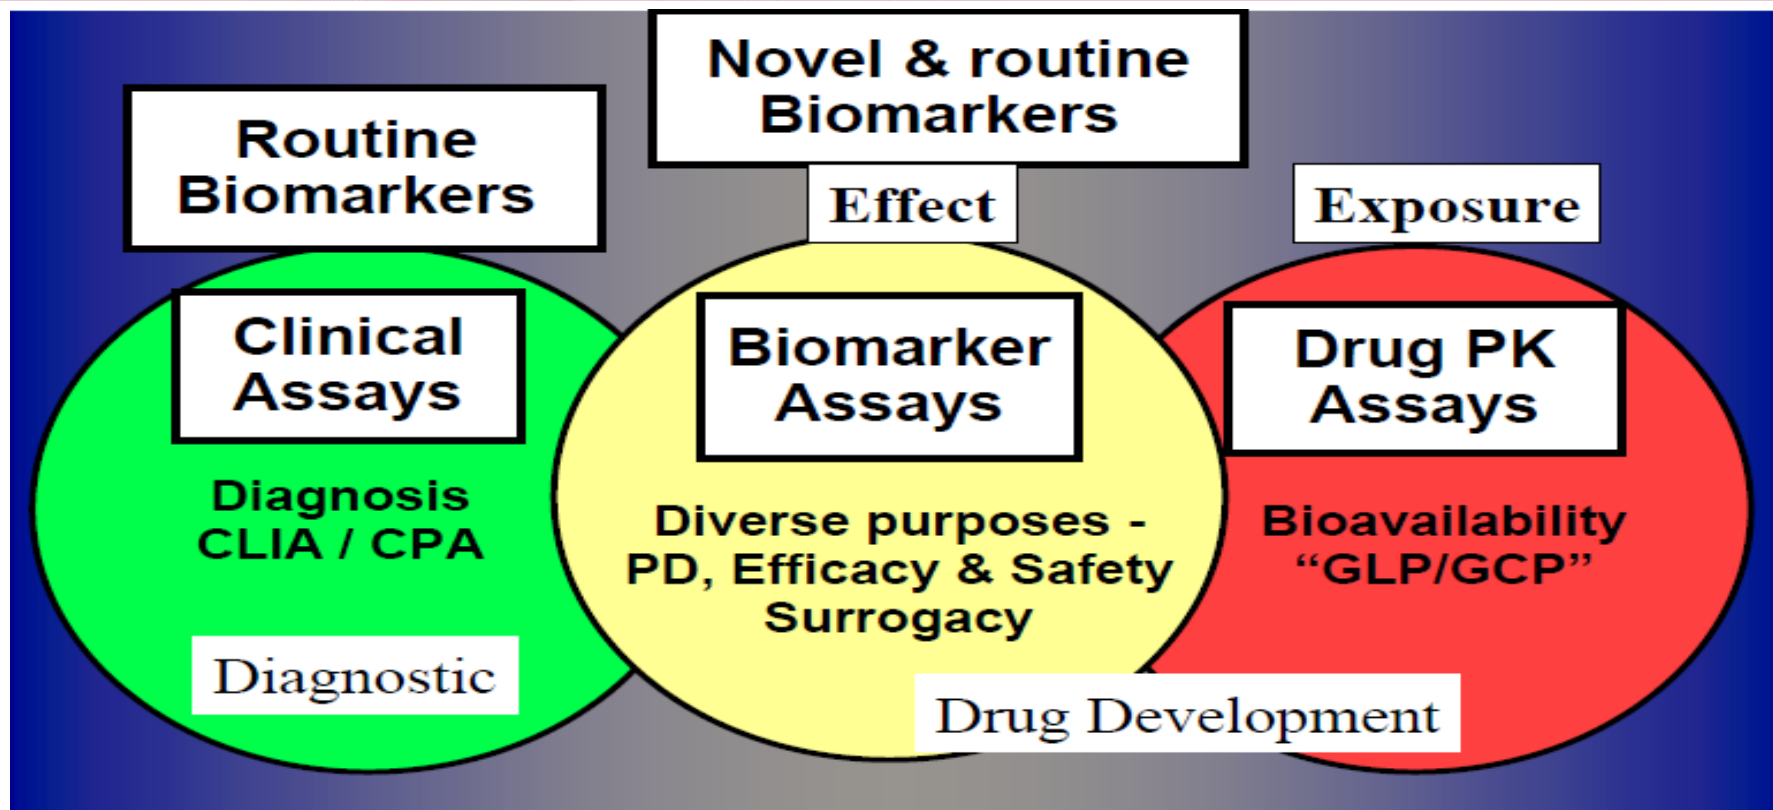 Novel & routine
Biomarkers
Routine
Biomarkers
Effect
Exposure
Clinical
Assays
Biomarker
Assays
Drug PK
Assays
Diagnosis
CLIA / CPA
Diverse purposes -
PD, Efficacy & Safety
Surrogacy
Bioavailability
“GLP/GCP”
Diagnostic
Drug Development